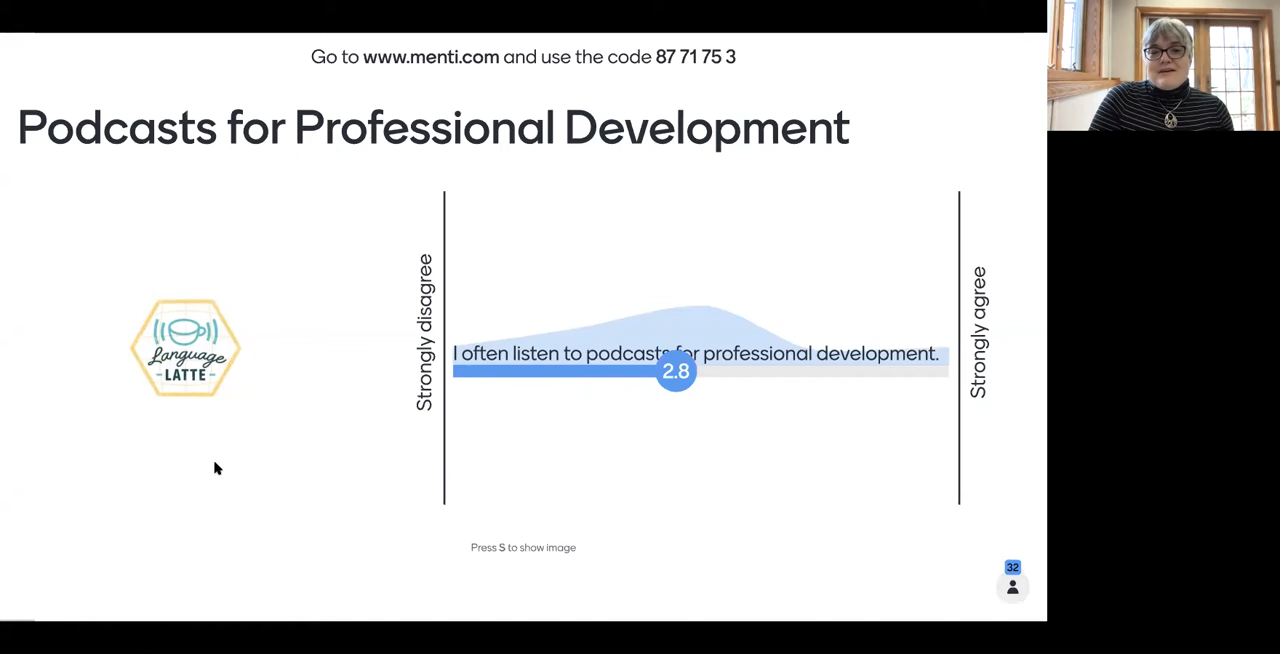 Go to www.menti.com and use the code 87 71 75 3
Podcasts for Professional Development
Language
LATTE
Strongly disagree
I often listen to podcasts for professional development.
2.8
Strongly agree
Press S to show image
32